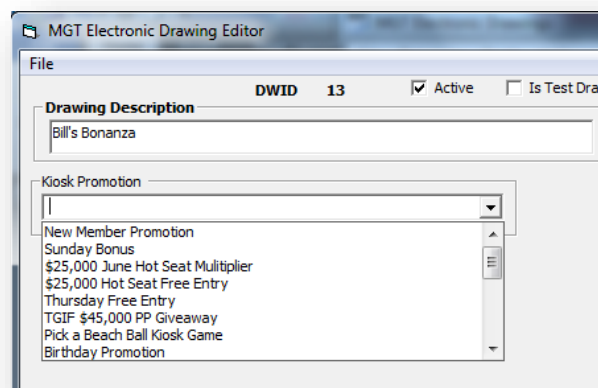 MGT Electronic Drawing Editor
File
DWID 13 Active Is Test Dra
Drawing Description
Bill's Bonanza
Kiosk Promotion
New Member Promotion
Sunday Bonus
$25,000 June Hot Seat Mulitiplier
$25,000 Hot Seat Free Entry
Thursday Free Entry
TGIF $45,000 PP Giveaway
Pick a Beach Ball Kiosk Game
Birthday Promotion